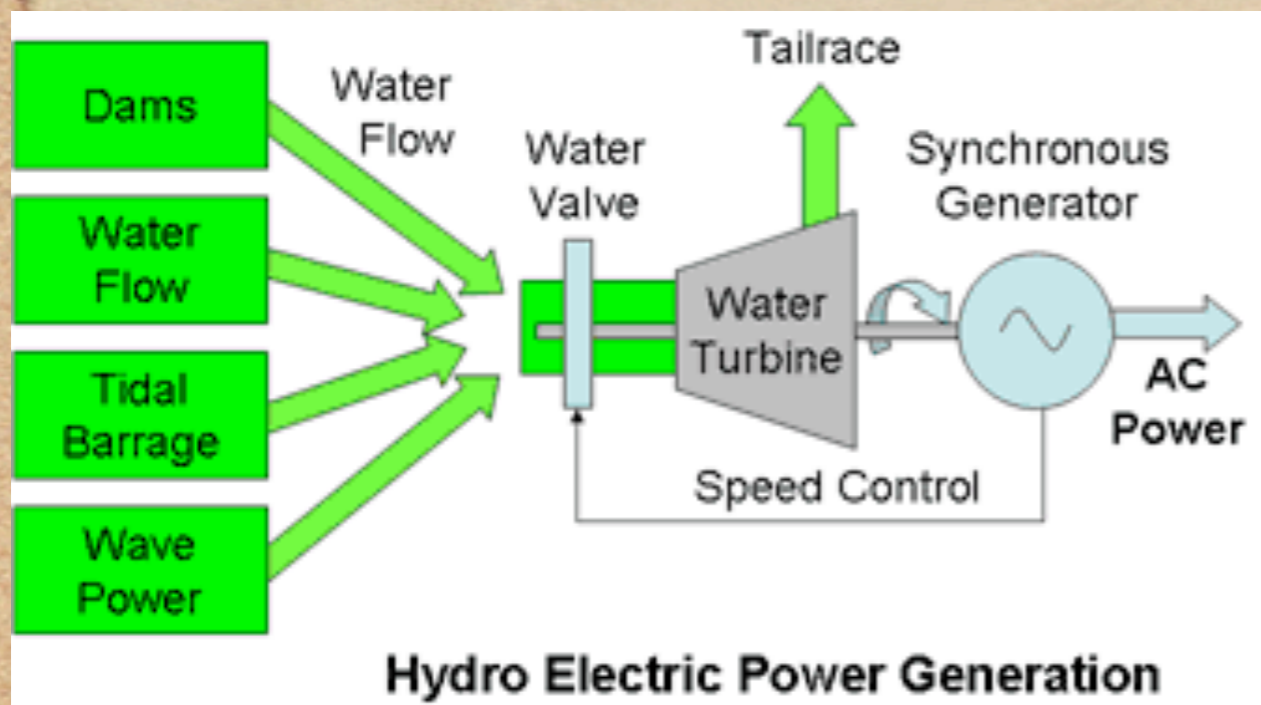 Dams
Water
Flow
Tidal
Barrage
Wave
Power
Water
Flow
Water
Valve
Tailrace
Water
Turbine
Synchronous
Generator
AC
Power
Speed Control
Hydro Electric Power Generation